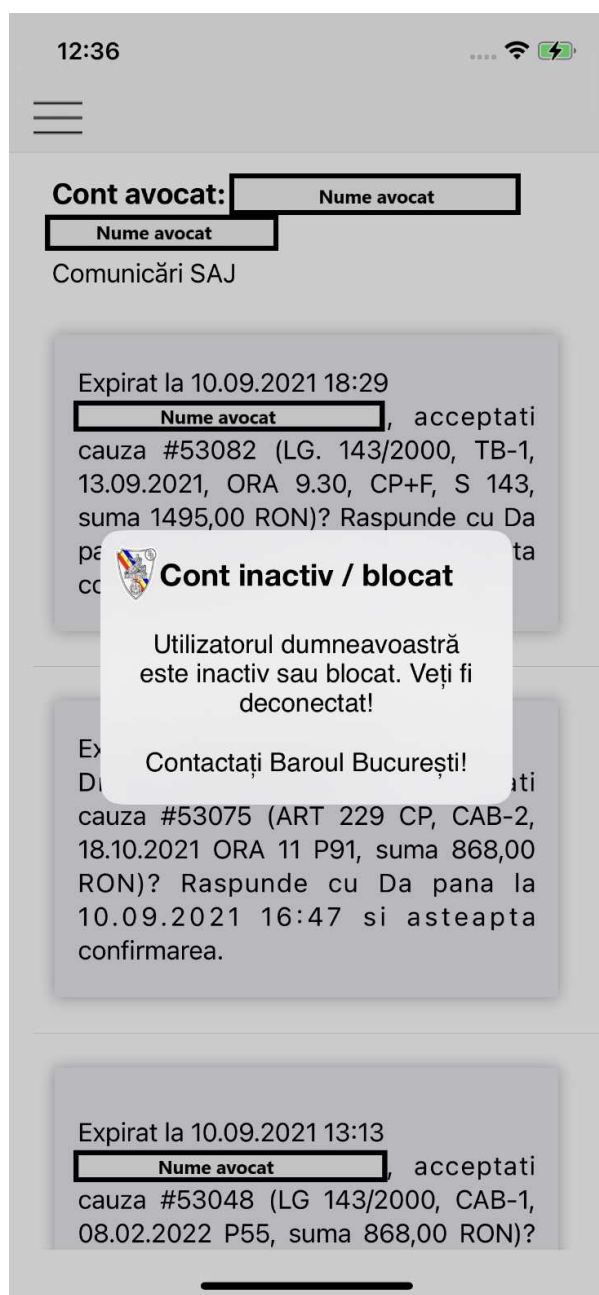 12:36
Cont avocat: Nume avocat
Nume avocat
Comunicări SAJ
Expirat la 10.09.2021 18:29
Nume avocat, acceptati
cauza #53082 (LG. 143/2000, TB-1,
13.09.2021, ORA 9.30, CP+F, S 143,
suma 1495,00 RON)? Raspunde cu Da
Cont inactiv / blocat
Utilizatorul dumneavoastră
este inactiv sau blocat. Veți fi
deconectat!
Contactați Baroul București!
cauza #53075 (ART 229 CP, CAB-2,
18.10.2021 ORA 11 P91, suma 868,00
RON)? Raspunde cu Da pana la
10.09.2021 16:47 si asteapta
confirmarea.
Expirat la 10.09.2021 13:13
Nume avocat, acceptati
cauza #53048 (LG 143/2000, CAB-1,
08.02.2022 P55, suma 868,00 RON)?